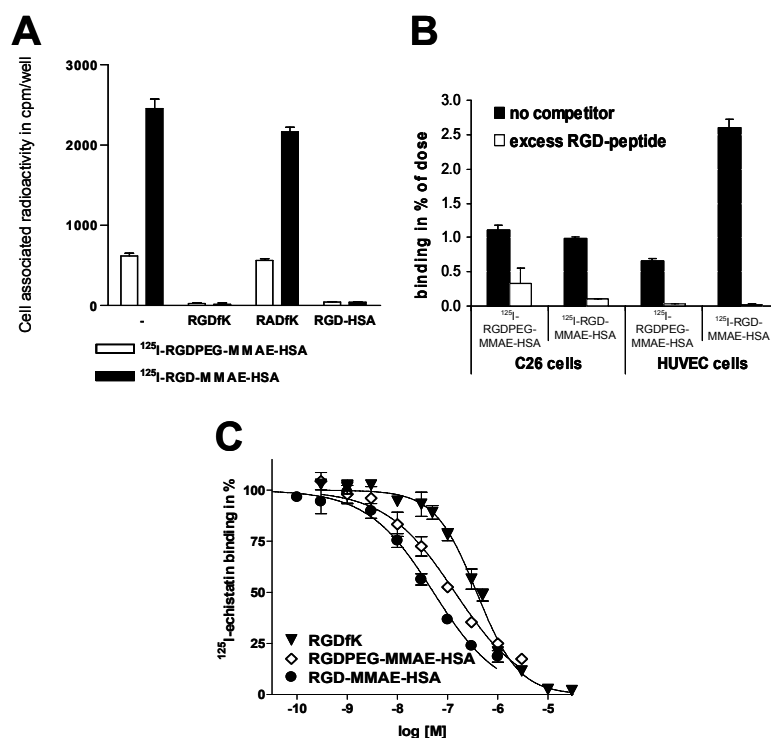 A
Cell associated radioactivity in cpm/well
3000
2000
1000
0
-
RGDfK
RADfK
RGD-HSA
125I-RGDPEG-MMAE-HSA
125I-RGD-MMAE-HSA
B
binding in % of dose
3.0
2.5
2.0
1.5
1.0
0.5
0.0
no competitor
excess RGD-peptide
125I-
RGDPEG-
MMAE-HSA
125I-RGD-
MMAE-HSA
125I-
RGDPEG-
MMAE-HSA
125I-RGD-
MMAE-HSA
C26 cells
HUVEC cells
C
125I-echistatin binding in %
100
75
50
25
0
RGDfK
RGDPEG-MMAE-HSA
RGD-MMAE-HSA
-10
-9
-8
-7
-6
-5
log [M]